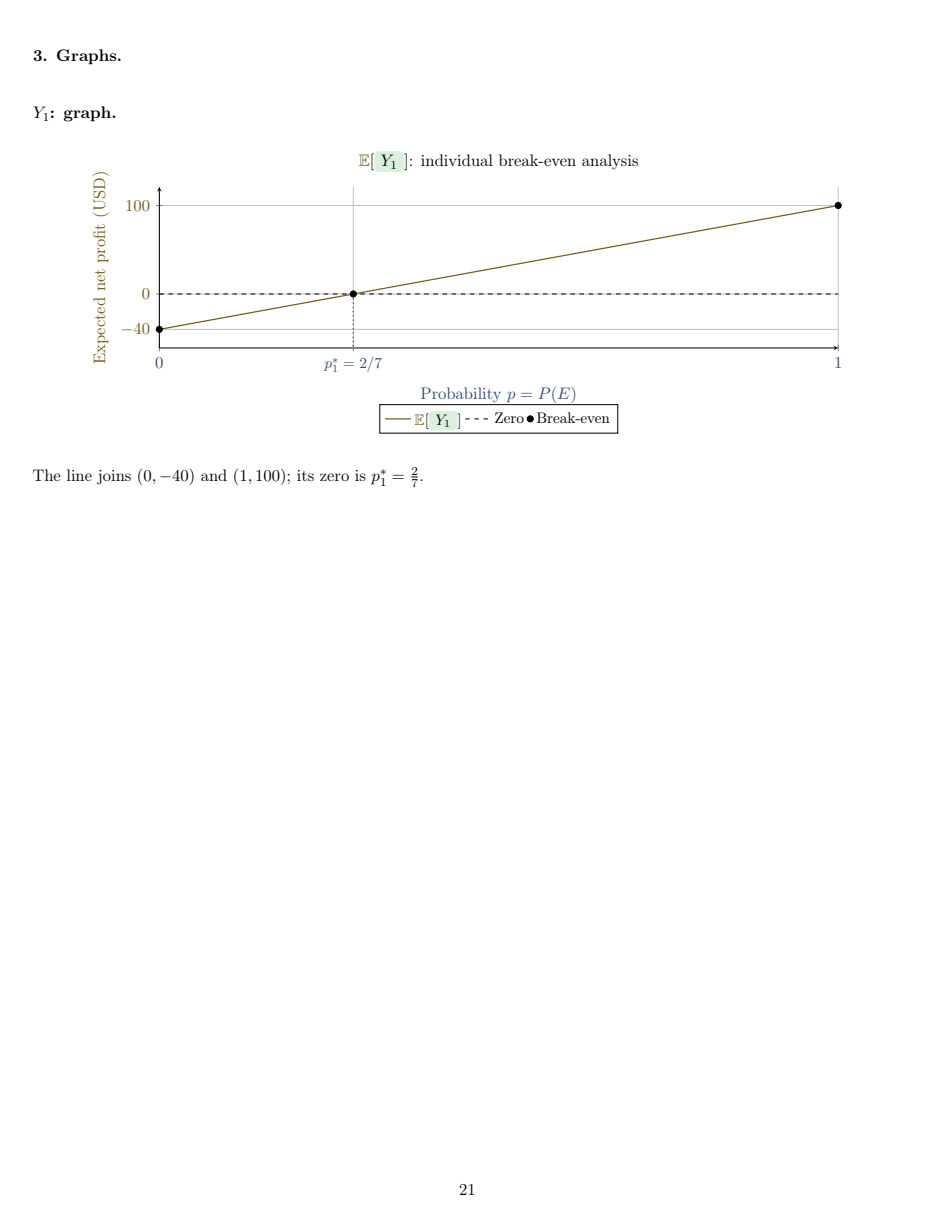 3. Graphs.
Y₁: graph.
𝔼[ Y₁ ]: individual break-even analysis
Expected net profit (USD)
100
0
−40
0
p₁* = 2/7
1
Probability p = P(E)
𝔼[ Y₁ ] Zero Break-even
The line joins (0, −40) and (1, 100); its zero is p₁* = 2/7.
21